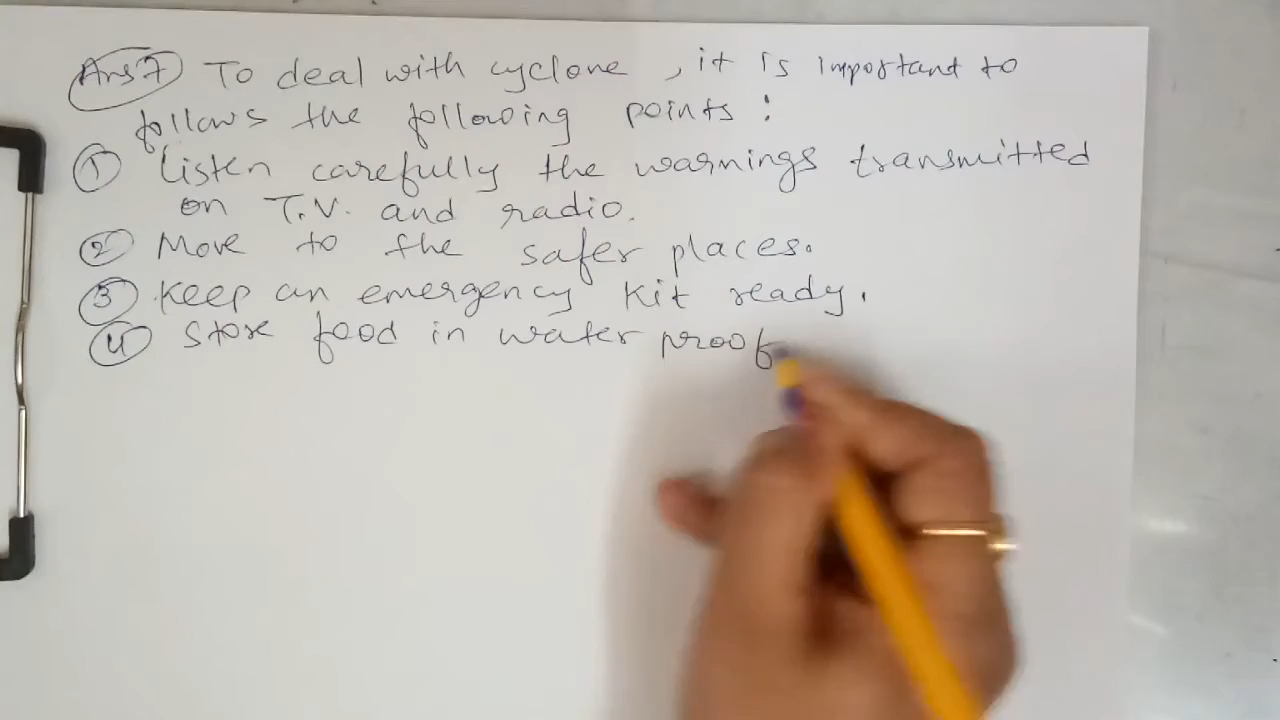 Ans7 To deal with cyclone, it is important to
follows the following points:
1 Listen carefully the warnings transmitted
on T.V. and radio.
2 Move to the safer places.
3 Keep an emergency Kit ready.
4 Store food in water proof